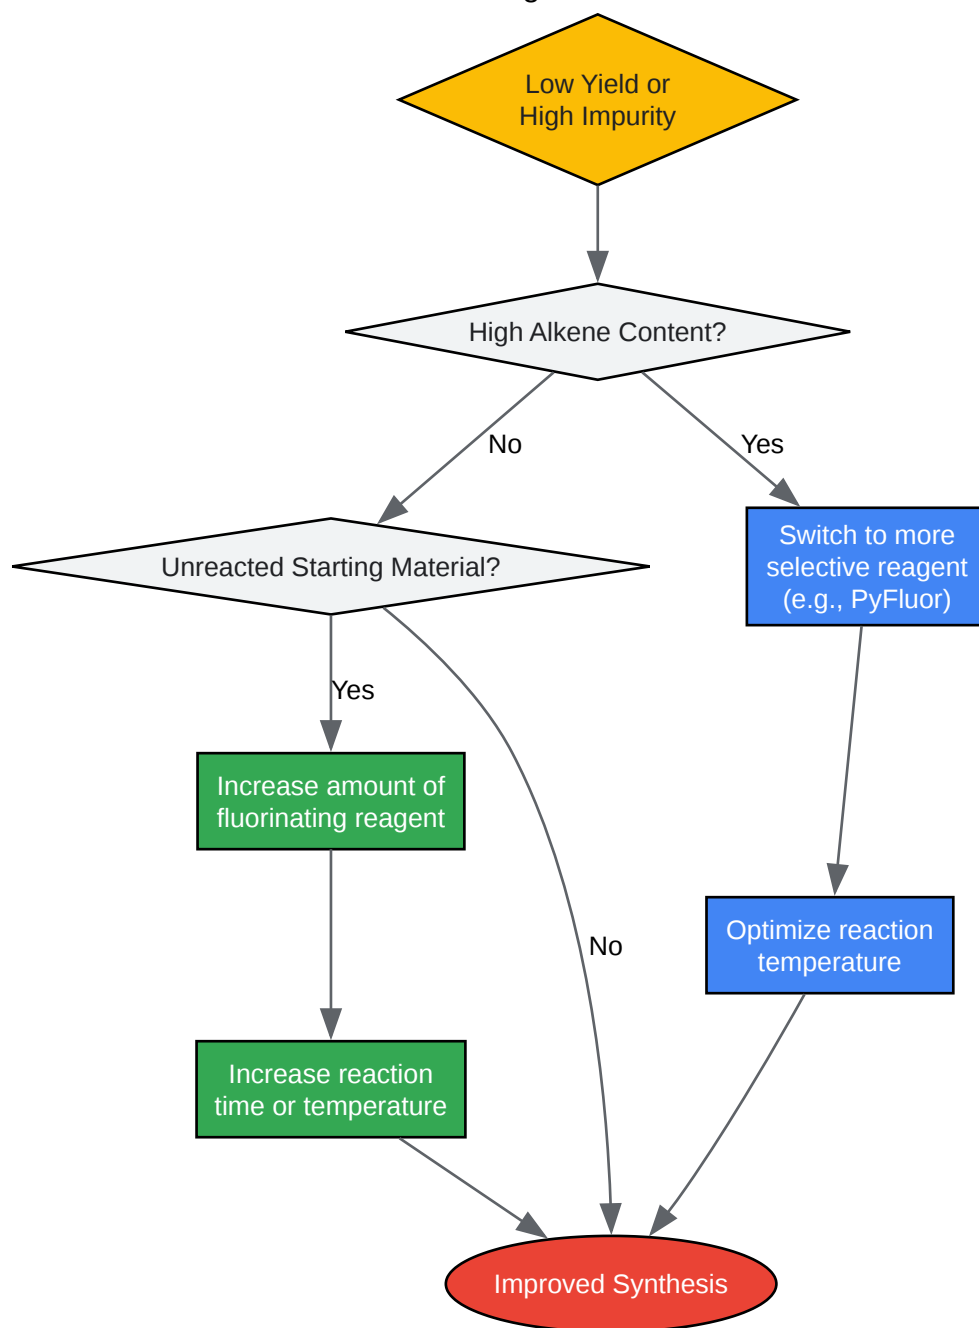 Low Yield or
High Impurity
High Alkene Content?
No
Yes
Unreacted Starting Material?
Switch to more
selective reagent
(e.g., PyFluor)
Yes
Increase amount of
fluorinating reagent
No
Optimize reaction
temperature
Increase reaction
time or temperature
Improved Synthesis